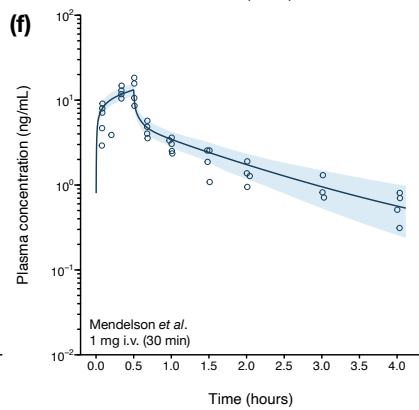 (f)
10²
10¹
10⁰
10⁻¹
10⁻²
Plasma concentration (ng/mL)
Mendelson et al.
1 mg i.v. (30 min)
0.0 0.5 1.0 1.5 2.0 2.5 3.0 3.5 4.0
Time (hours)